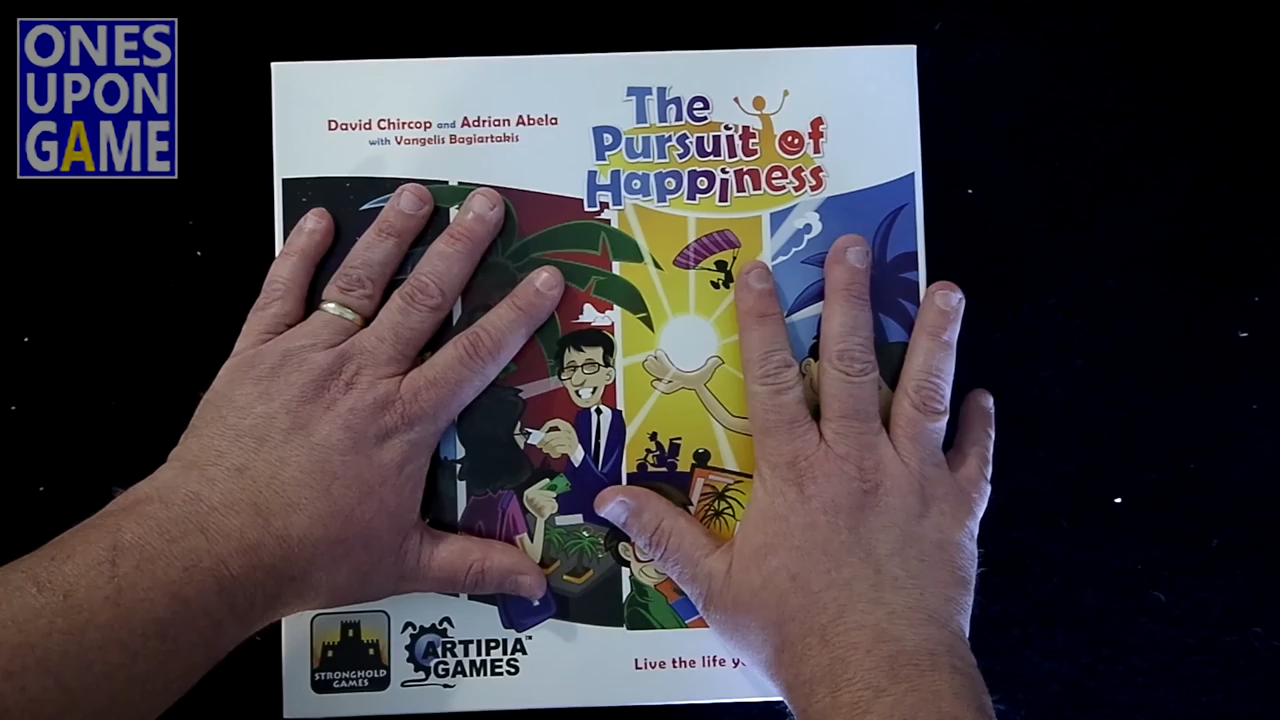 ONES
UPON
GAME
David Chircop and Adrian Abela
with Vangelis Bagiartakis
The
Pursuit of
Happiness
STRONGHOLD
GAMES
ARTIPIA™
GAMES
Live the life